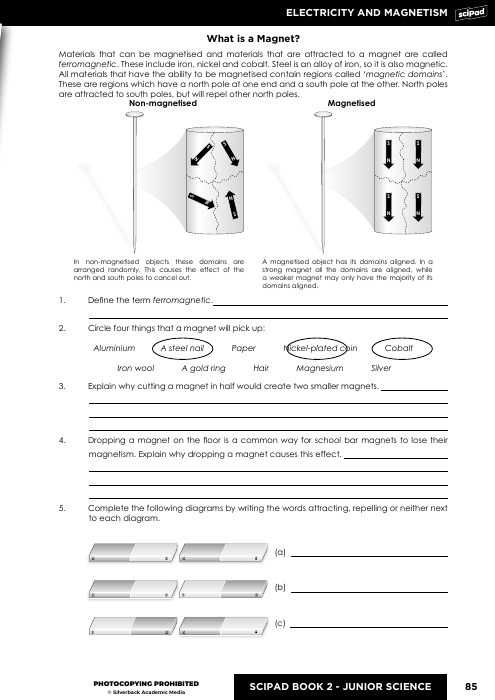 ELECTRICITY AND MAGNETISM scipad
What is a Magnet?
Materials that can be magnetised and materials that are attracted to a magnet are called
ferromagnetic. These include iron, nickel and cobalt. Steel is an alloy of iron, so it is also magnetic.
All materials that have the ability to be magnetised contain regions called 'magnetic domains'.
These are regions which have a north pole at one end and a south pole at the other. North poles
are attracted to south poles, but will repel other north poles.
Non-magnetised Magnetised
S S
N N
S S
N N
In non-magnetised objects these domains are
arranged randomly. This causes the effect of the
north and south poles to cancel out.
A magnetised object has its domains aligned. In a
strong magnet all the domains are aligned, while
a weaker magnet may only have the majority of its
domains aligned.
1. Define the term ferromagnetic.
2. Circle four things that a magnet will pick up:
Aluminium A steel nail Paper Nickel-plated coin Cobalt
Iron wool A gold ring Hair Magnesium Silver
3. Explain why cutting a magnet in half would create two smaller magnets.
4. Dropping a magnet on the floor is a common way for school bar magnets to lose their
magnetism. Explain why dropping a magnet causes this effect.
5. Complete the following diagrams by writing the words attracting, repelling or neither next
to each diagram.
(a)
(b)
(c)
PHOTOCOPYING PROHIBITED
© Silverback Academic Media
SCIPAD BOOK 2 - JUNIOR SCIENCE 85